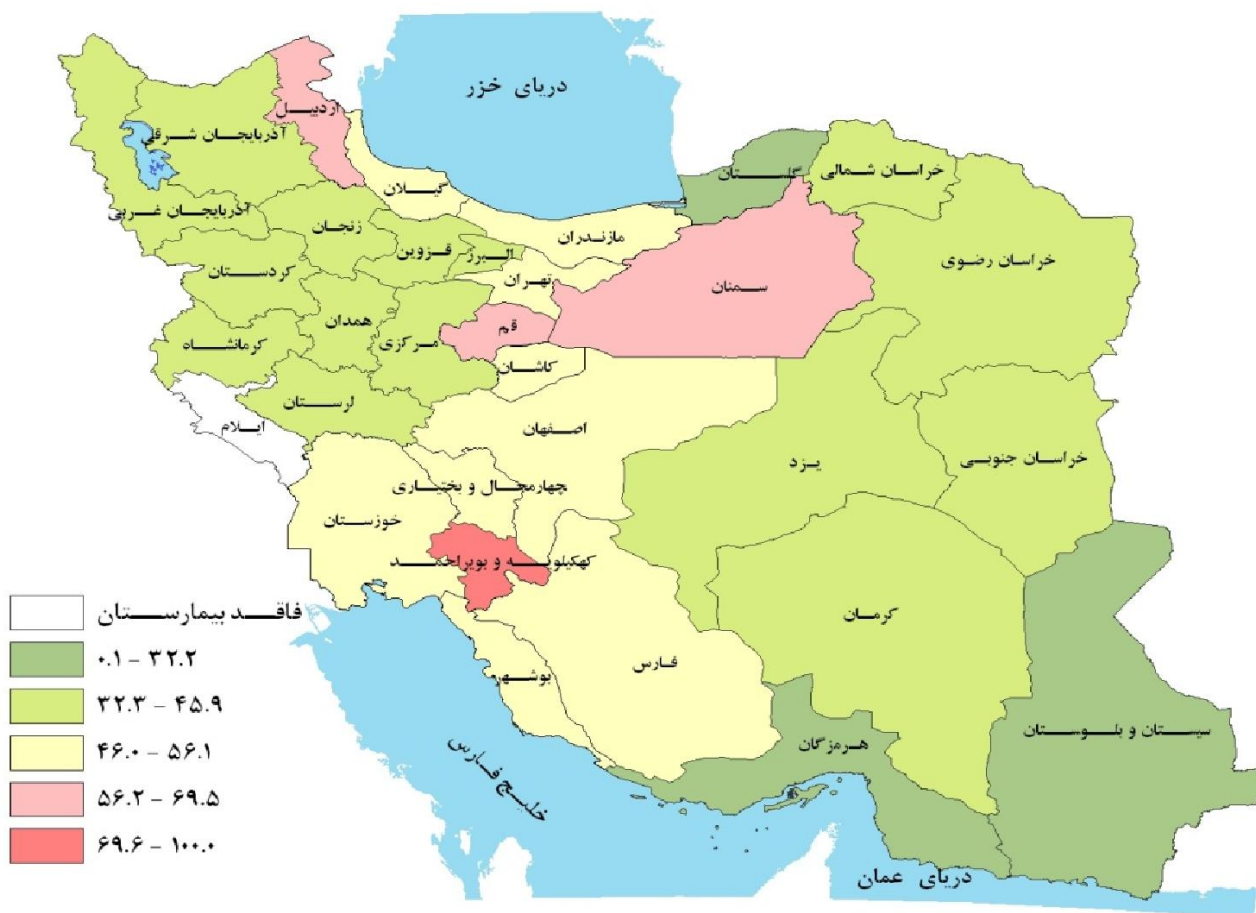 دریای خزر
اردبیل
آذربایجان شرقی
گیلان
گلستان
خراسان شمالی
آذربایجان غربی
زنجان
قزوین
البرز
مازندران
تهران
خراسان رضوی
کردستان
سمنان
همدان
قم
کرمانشاه
مرکزی
کاشان
لرستان
ایلام
اصفهان
یزد
خراسان جنوبی
چهارمحال و بختیاری
خوزستان
کهکیلویه و بویراحمد
کرمان
فارس
بوشهر
هرمزگان
سیستان و بلوستان
خلیج فارس
دریای عمان
فاقد بیمارستان
۰.۱ - ۳۲.۲
۳۲.۳ - ۴۵.۹
۴۶.۰ - ۵۶.۱
۵۶.۲ - ۶۹.۵
۶۹.۶ - ۱۰۰.۰